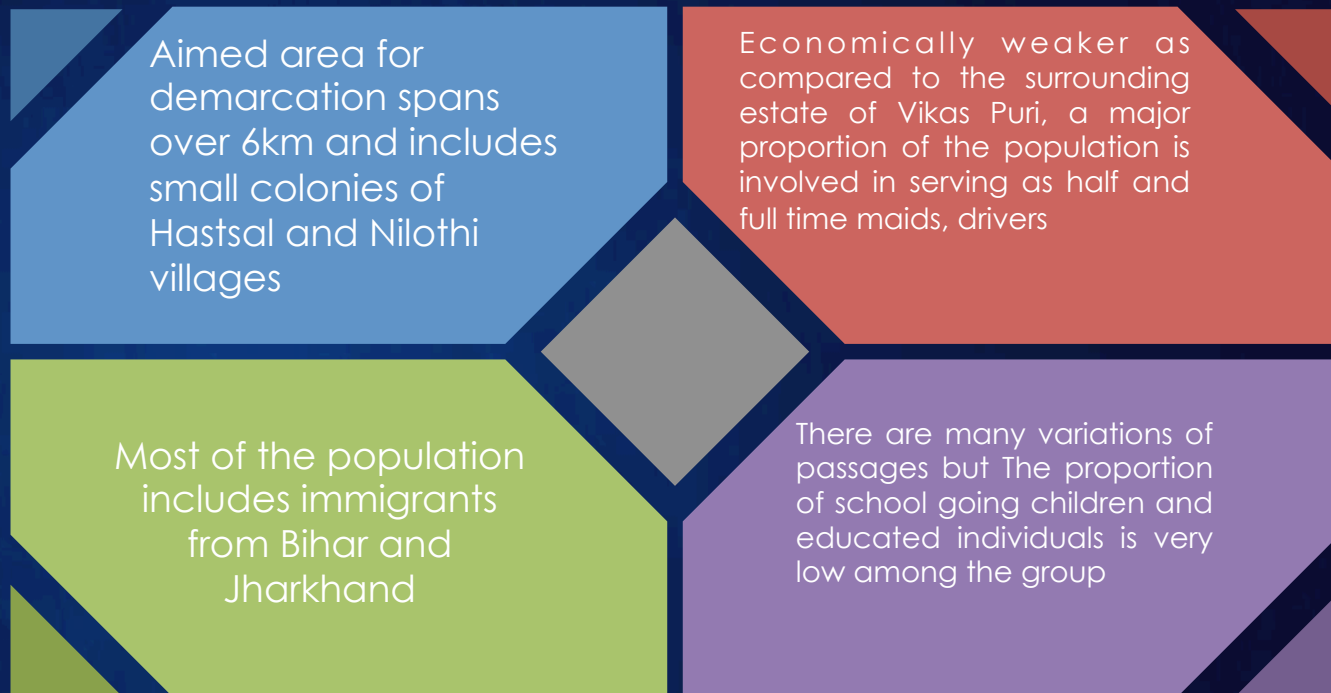 Aimed area for
demarcation spans
over 6km and includes
small colonies of
Hastsal and Nilothi
villages
Economically weaker as
compared to the surrounding
estate of Vikas Puri, a major
proportion of the population is
involved in serving as half and
full time maids, drivers
Most of the population
includes immigrants
from Bihar and
Jharkhand
There are many variations of
passages but The proportion
of school going children and
educated individuals is very
low among the group